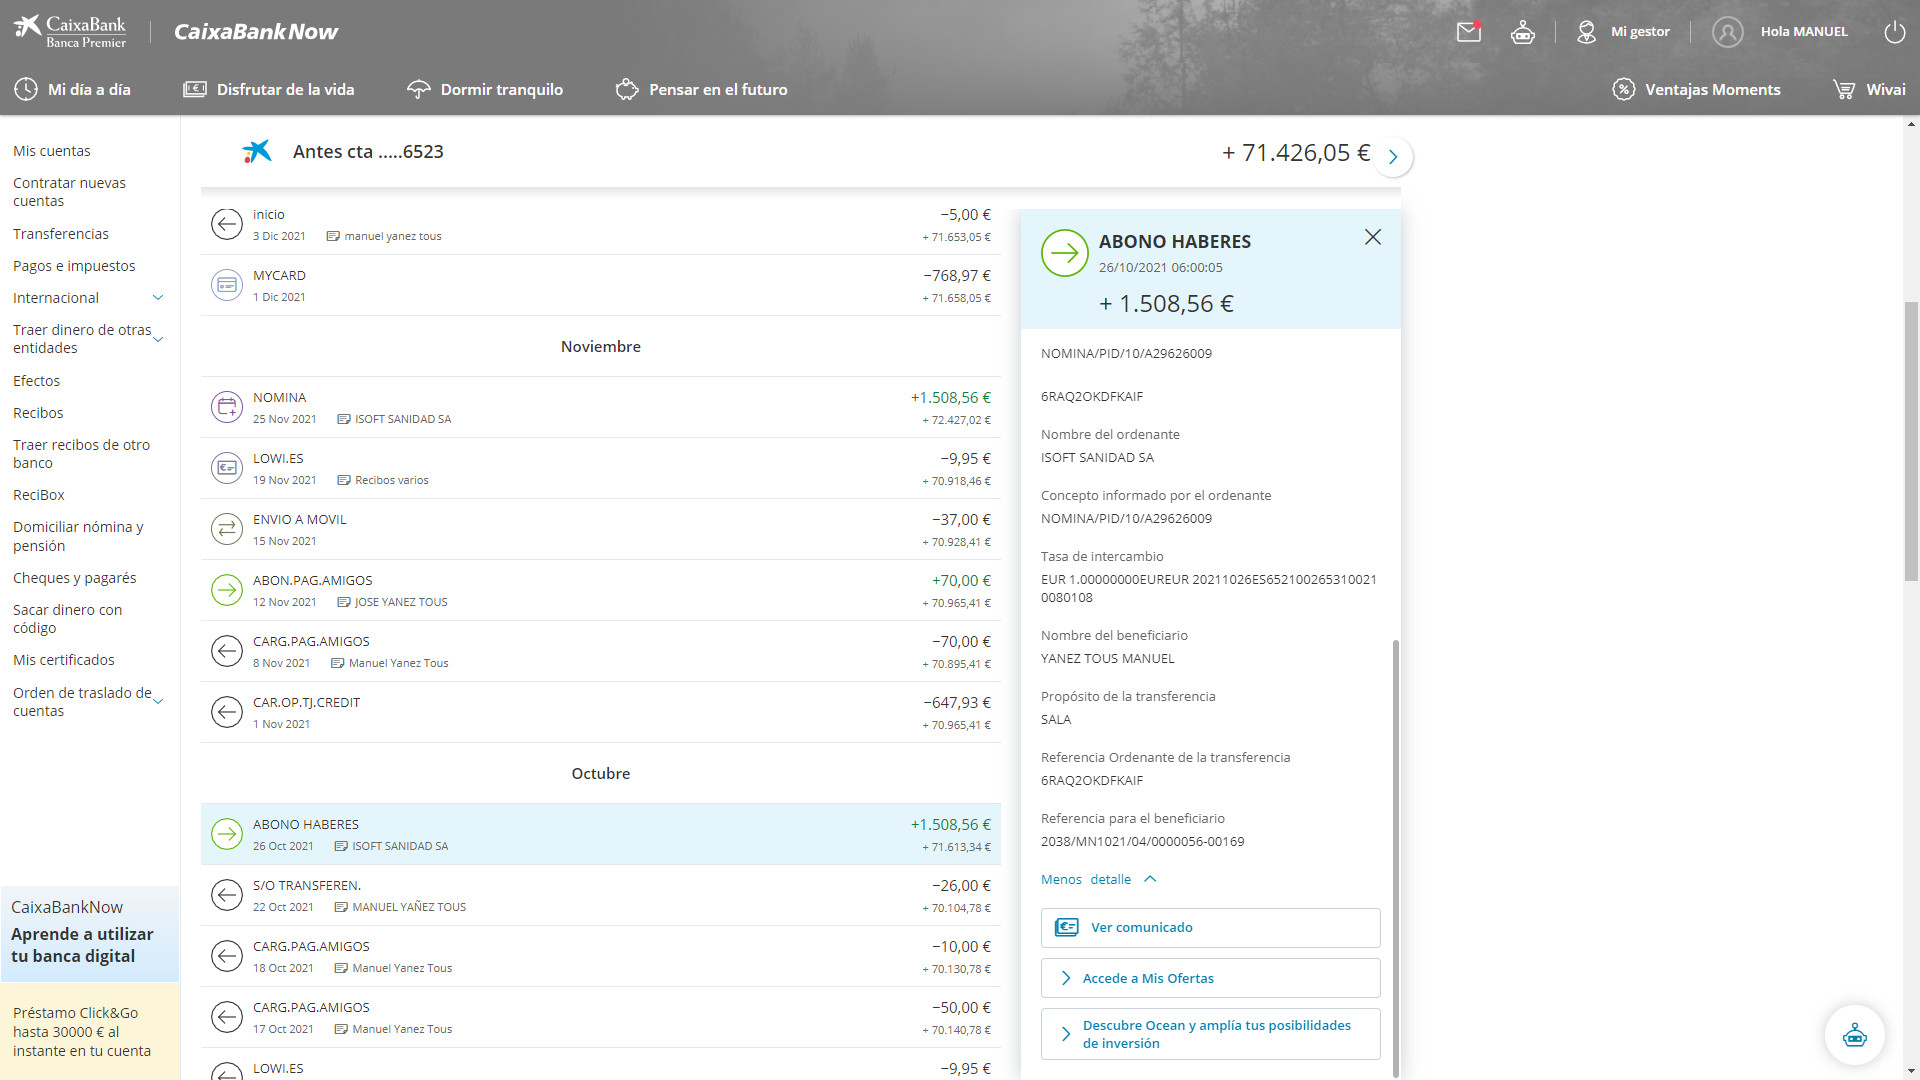 CaixaBank
Banca Premier
CaixaBankNow
Mi gestor
Hola MANUEL
Mi día a día
Disfrutar de la vida
Dormir tranquilo
Pensar en el futuro
Ventajas Moments
Wivai
Mis cuentas
Contratar nuevas
cuentas
Transferencias
Pagos e impuestos
Internacional
Traer dinero de otras
entidades
Efectos
Recibos
Traer recibos de otro
banco
ReciBox
Domiciliar nómina y
pensión
Cheques y pagarés
Sacar dinero con
código
Mis certificados
Orden de traslado de
cuentas
CaixaBankNow
Aprende a utilizar
tu banca digital
Préstamo Click&Go
hasta 30000 € al
instante en tu cuenta
Antes cta .....6523
+ 71.426,05 €
inicio −5,00 €
3 Dic 2021 manuel yanez tous + 71.653,05 €
MYCARD −768,97 €
1 Dic 2021 + 71.658,05 €
Noviembre
NOMINA +1.508,56 €
25 Nov 2021 ISOFT SANIDAD SA + 72.427,02 €
LOWI.ES −9,95 €
19 Nov 2021 Recibos varios + 70.918,46 €
ENVIO A MOVIL −37,00 €
15 Nov 2021 + 70.928,41 €
ABON.PAG.AMIGOS +70,00 €
12 Nov 2021 JOSE YANEZ TOUS + 70.965,41 €
CARG.PAG.AMIGOS −70,00 €
8 Nov 2021 Manuel Yanez Tous + 70.895,41 €
CAR.OP.TJ.CREDIT −647,93 €
1 Nov 2021 + 70.965,41 €
Octubre
ABONO HABERES +1.508,56 €
26 Oct 2021 ISOFT SANIDAD SA + 71.613,34 €
S/O TRANSFEREN. −26,00 €
22 Oct 2021 MANUEL YAÑEZ TOUS + 70.104,78 €
CARG.PAG.AMIGOS −10,00 €
18 Oct 2021 Manuel Yanez Tous + 70.130,78 €
CARG.PAG.AMIGOS −50,00 €
17 Oct 2021 Manuel Yanez Tous + 70.140,78 €
LOWI.ES −9,95 €
ABONO HABERES
26/10/2021 06:00:05
+ 1.508,56 €
NOMINA/PID/10/A29626009
6RAQ2OKDFKAIF
Nombre del ordenante
ISOFT SANIDAD SA
Concepto informado por el ordenante
NOMINA/PID/10/A29626009
Tasa de intercambio
EUR 1.00000000EUREUR 20211026ES652100265310021
0080108
Nombre del beneficiario
YANEZ TOUS MANUEL
Propósito de la transferencia
SALA
Referencia Ordenante de la transferencia
6RAQ2OKDFKAIF
Referencia para el beneficiario
2038/MN1021/04/0000056-00169
Menos detalle
Ver comunicado
Accede a Mis Ofertas
Descubre Ocean y amplía tus posibilidades
de inversión